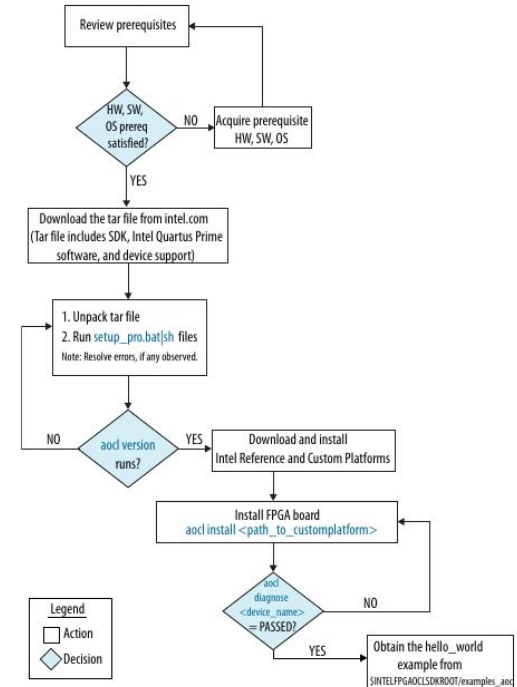 Review prerequisites
HW, SW,
OS prereq
satisfied?
NO
Acquire prerequisite
HW, SW, OS
YES
Download the tar file from intel.com
(Tar file includes SDK, Intel Quartus Prime
software, and device support)
1. Unpack tar file
2. Run setup_pro.bat|sh files
Note: Resolve errors, if any observed.
NO
aocl version
runs?
YES
Download and install
Intel Reference and Custom Platforms
Install FPGA board
aocl install <path_to_customplatform>
aocl
diagnose
<device_name>
= PASSED?
NO
YES
Legend
Action
Decision
Obtain the hello_world
example from
$INTELFPGAOCLSDKROOT/examples_aoc